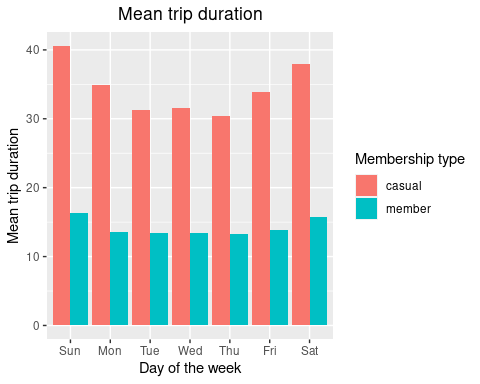 Mean trip duration
Mean trip duration
40
30
20
10
0
Sun Mon Tue Wed Thu Fri Sat
Day of the week
Membership type
casual
member